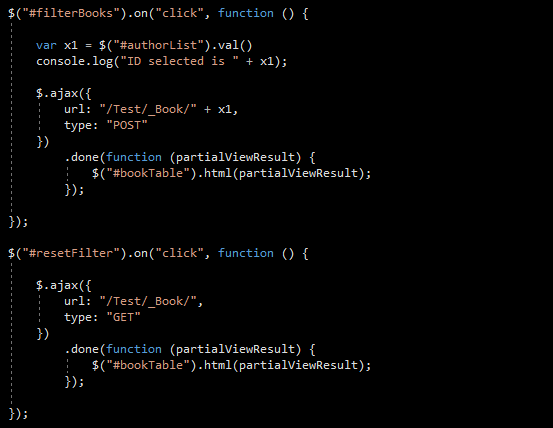 $("#filterBooks").on("click", function () {
var x1 = $("#authorList").val()
console.log("ID selected is " + x1);
$.ajax({
url: "/Test/_Book/" + x1,
type: "POST"
})
.done(function (partialViewResult) {
$("#bookTable").html(partialViewResult);
});
});
$("#resetFilter").on("click", function () {
$.ajax({
url: "/Test/_Book/",
type: "GET"
})
.done(function (partialViewResult) {
$("#bookTable").html(partialViewResult);
});
});